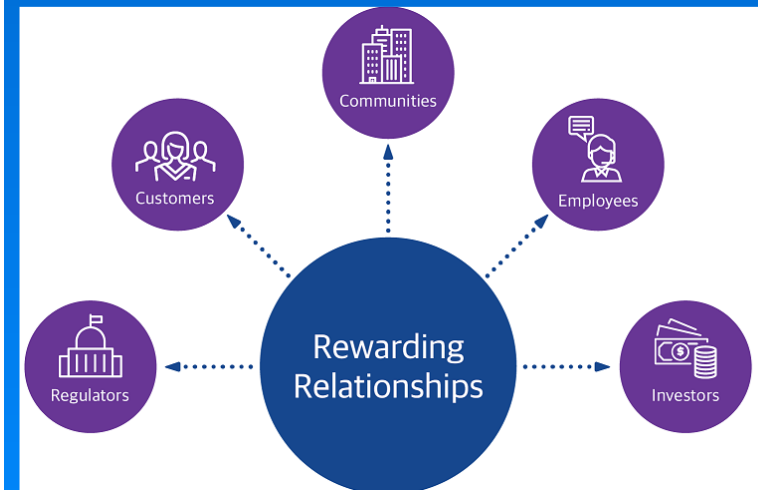 Communities
Customers
Employees
Rewarding
Relationships
Regulators
Investors